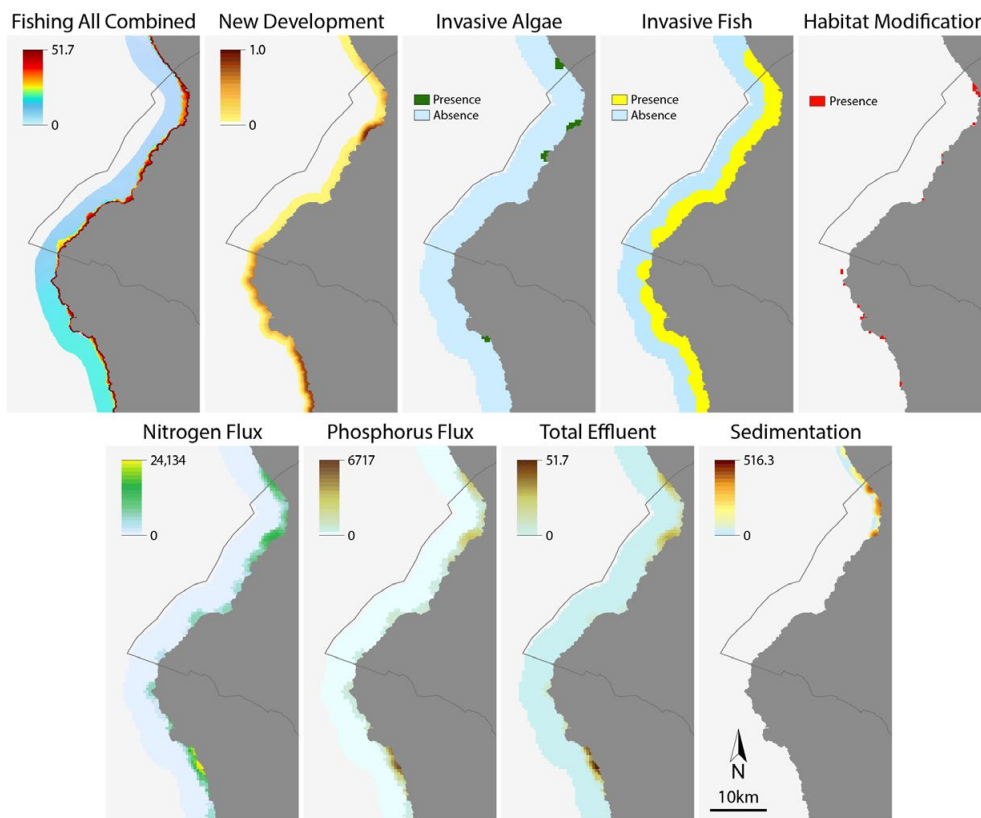 Fishing All Combined
51.7
0
New Development
1.0
0
Invasive Algae
Presence
Absence
Invasive Fish
Presence
Absence
Habitat Modification
Presence
Nitrogen Flux
24,134
0
Phosphorus Flux
6717
0
Total Effluent
51.7
0
Sedimentation
516.3
0
N
10km